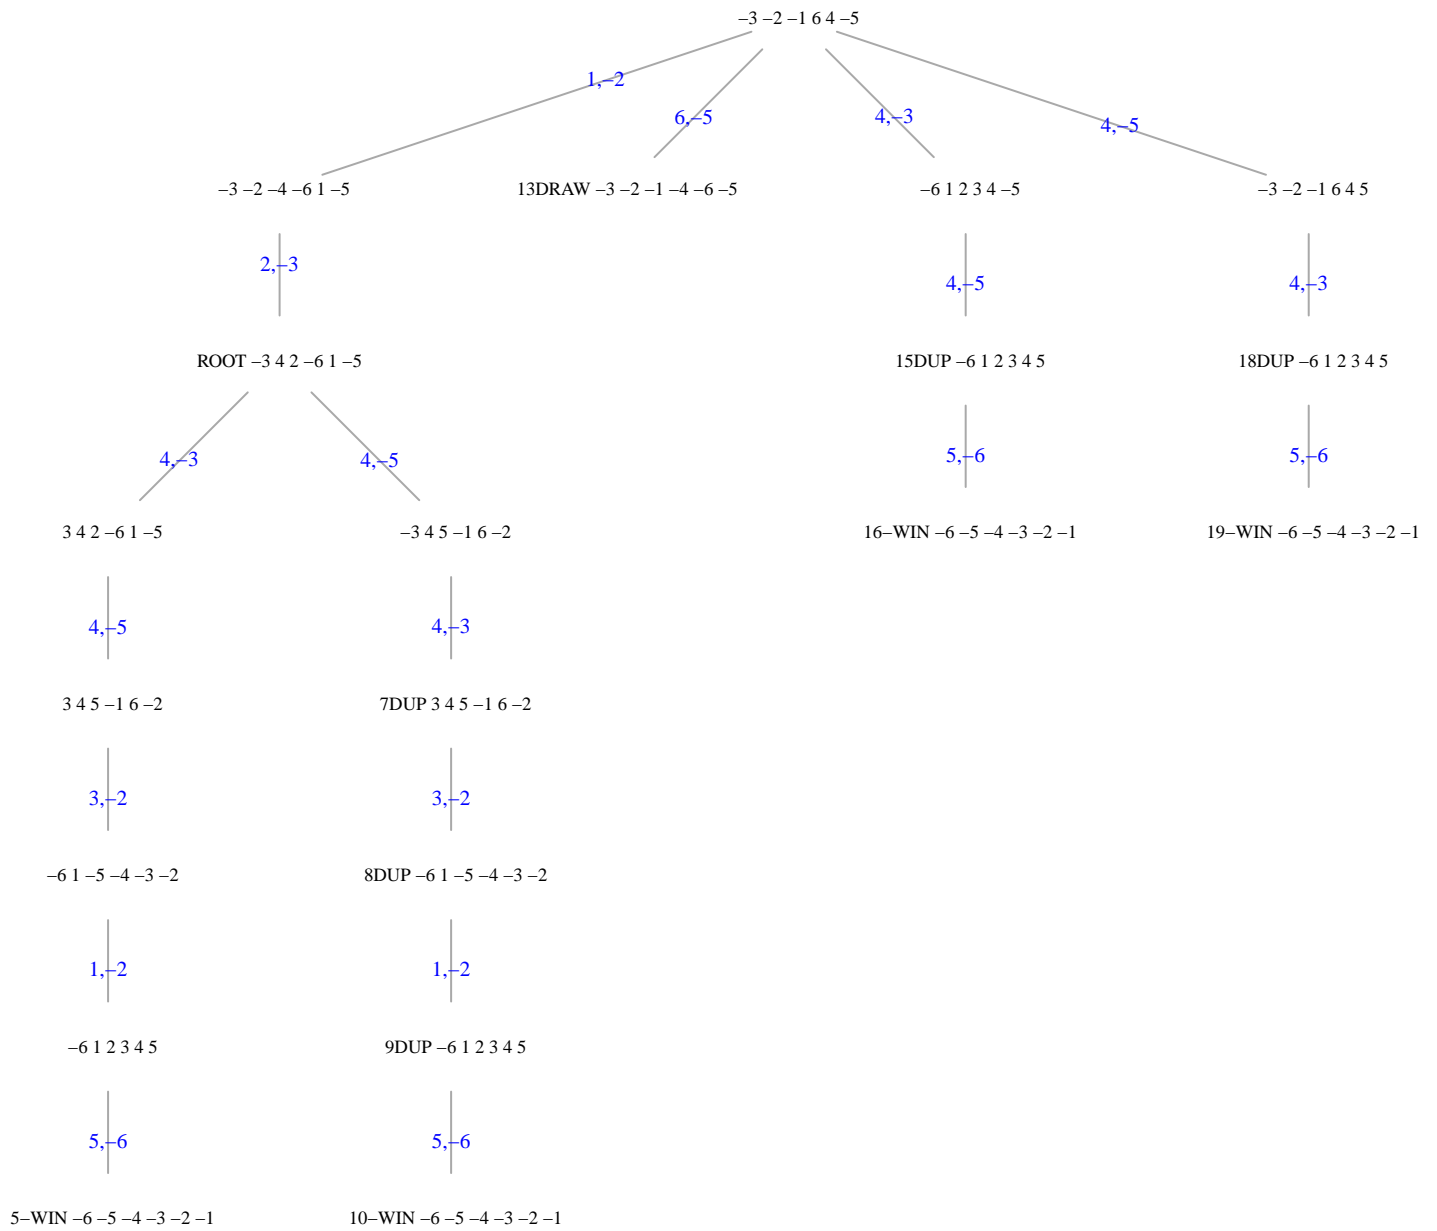 –3 –2 –1 6 4 –5
1,–2
6,–5
4,–3
4,–5
–3 –2 –4 –6 1 –5
13DRAW –3 –2 –1 –4 –6 –5
–6 1 2 3 4 –5
–3 –2 –1 6 4 5
2,–3
4,–5
4,–3
ROOT –3 4 2 –6 1 –5
15DUP –6 1 2 3 4 5
18DUP –6 1 2 3 4 5
4,–3
4,–5
5,–6
5,–6
3 4 2 –6 1 –5
–3 4 5 –1 6 –2
16–WIN –6 –5 –4 –3 –2 –1
19–WIN –6 –5 –4 –3 –2 –1
4,–5
4,–3
3 4 5 –1 6 –2
7DUP 3 4 5 –1 6 –2
3,–2
3,–2
–6 1 –5 –4 –3 –2
8DUP –6 1 –5 –4 –3 –2
1,–2
1,–2
–6 1 2 3 4 5
9DUP –6 1 2 3 4 5
5,–6
5,–6
5–WIN –6 –5 –4 –3 –2 –1
10–WIN –6 –5 –4 –3 –2 –1